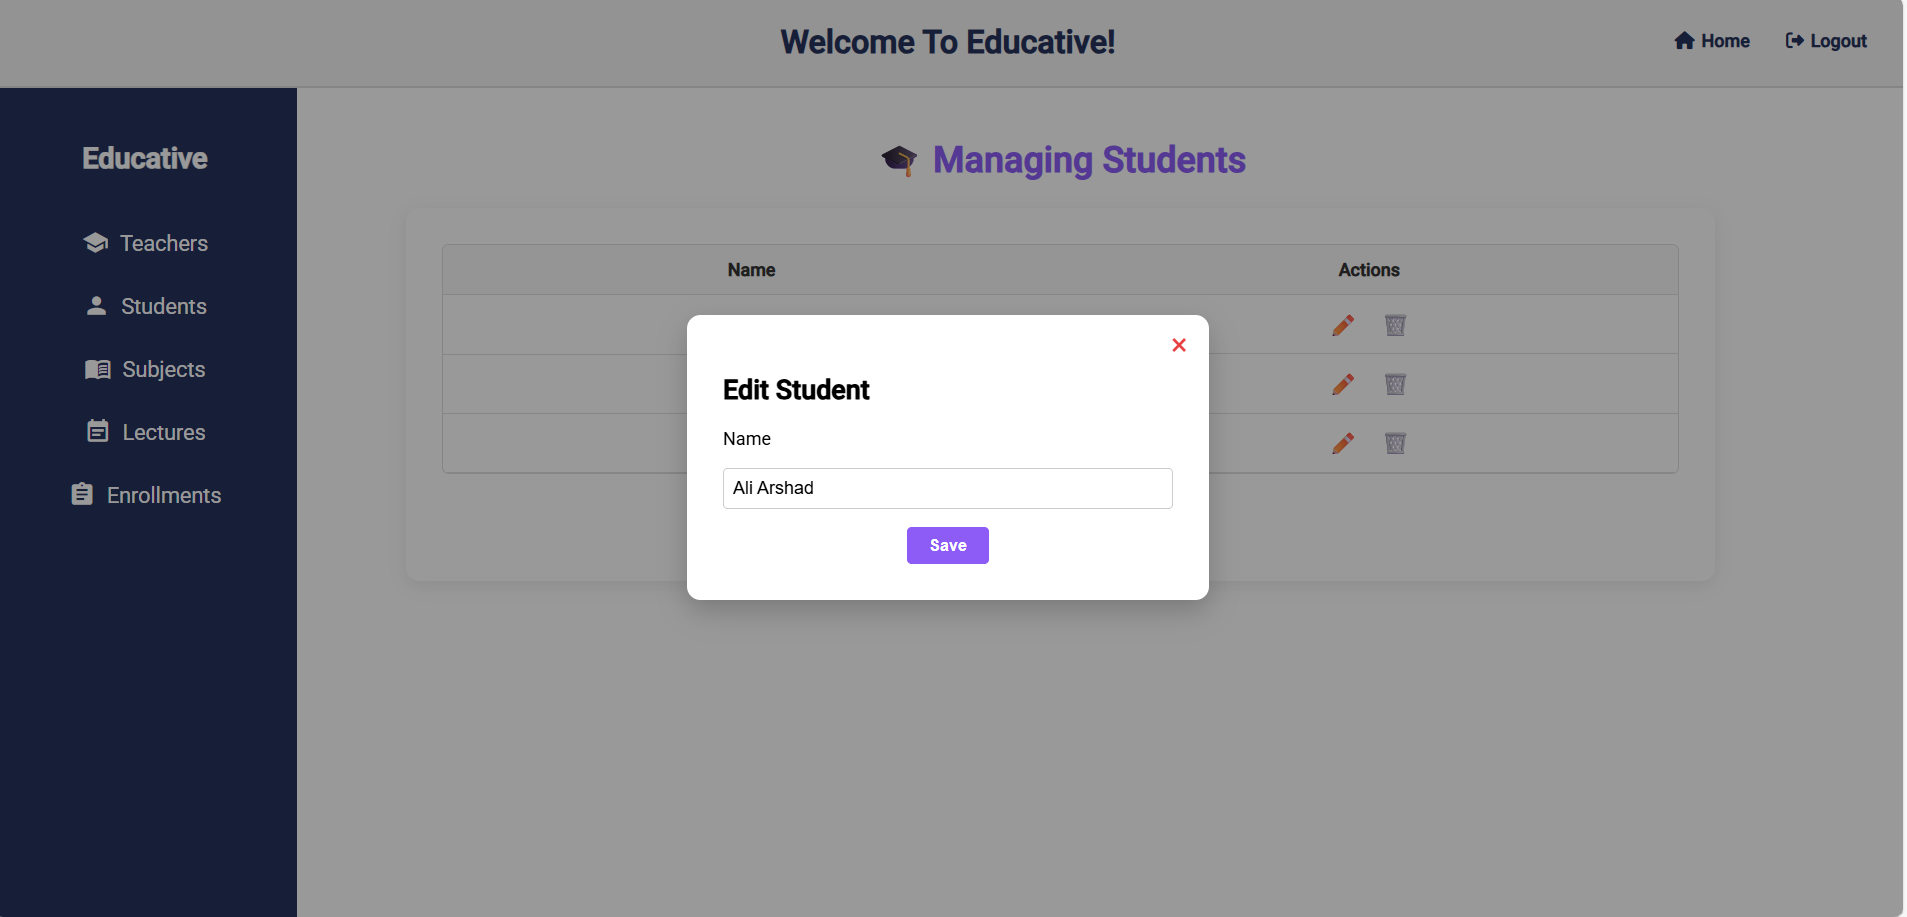 Welcome To Educative!
Home
Logout
Educative
Teachers
Students
Subjects
Lectures
Enrollments
Managing Students
Name
Actions
Edit Student
Name
Ali Arshad
Save